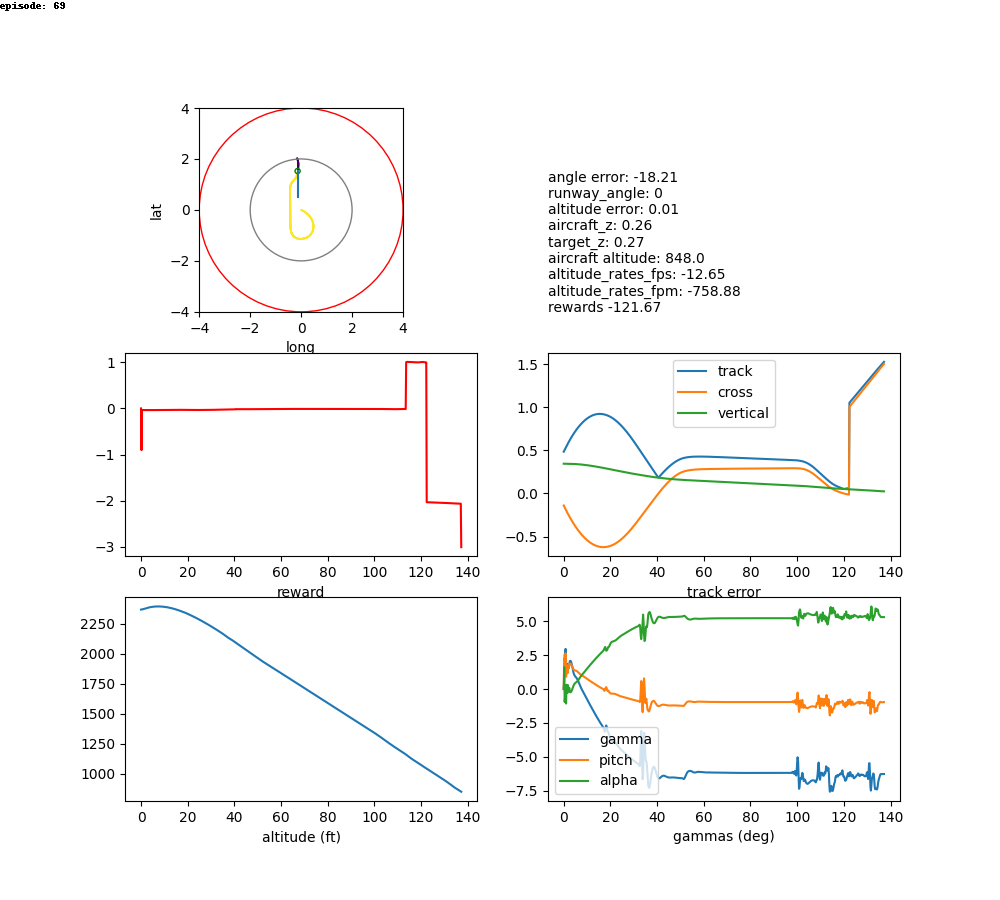 episode: 69
4
2
0
−2
−4
lat
−4 −2 0 2 4
long
angle error: -18.21
runway_angle: 0
altitude error: 0.01
aircraft_z: 0.26
target_z: 0.27
aircraft altitude: 848.0
altitude_rates_fps: -12.65
altitude_rates_fpm: -758.88
rewards -121.67
1
0
−1
−2
−3
0 20 40 60 80 100 120 140
reward
1.5
1.0
0.5
0.0
−0.5
track
cross
vertical
0 20 40 60 80 100 120 140
track error
2250
2000
1750
1500
1250
1000
0 20 40 60 80 100 120 140
altitude (ft)
5.0
2.5
0.0
−2.5
−5.0
−7.5
gamma
pitch
alpha
0 20 40 60 80 100 120 140
gammas (deg)